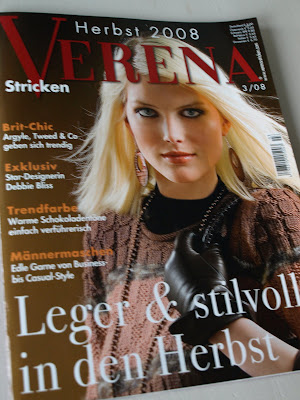 Herbst 2008
VERENA
Stricken
3/08
Brit-Chic
Argyle, Tweed & Co
geben sich trendig
Exklusiv
Star-Designerin
Debbie Bliss
Trendfarbe
Warme Schokoladentöne
einfach verführerisch
Männermaschen
Edle Garne von Business-
bis Casual-Style
Leger & stilvoll
in den Herbst